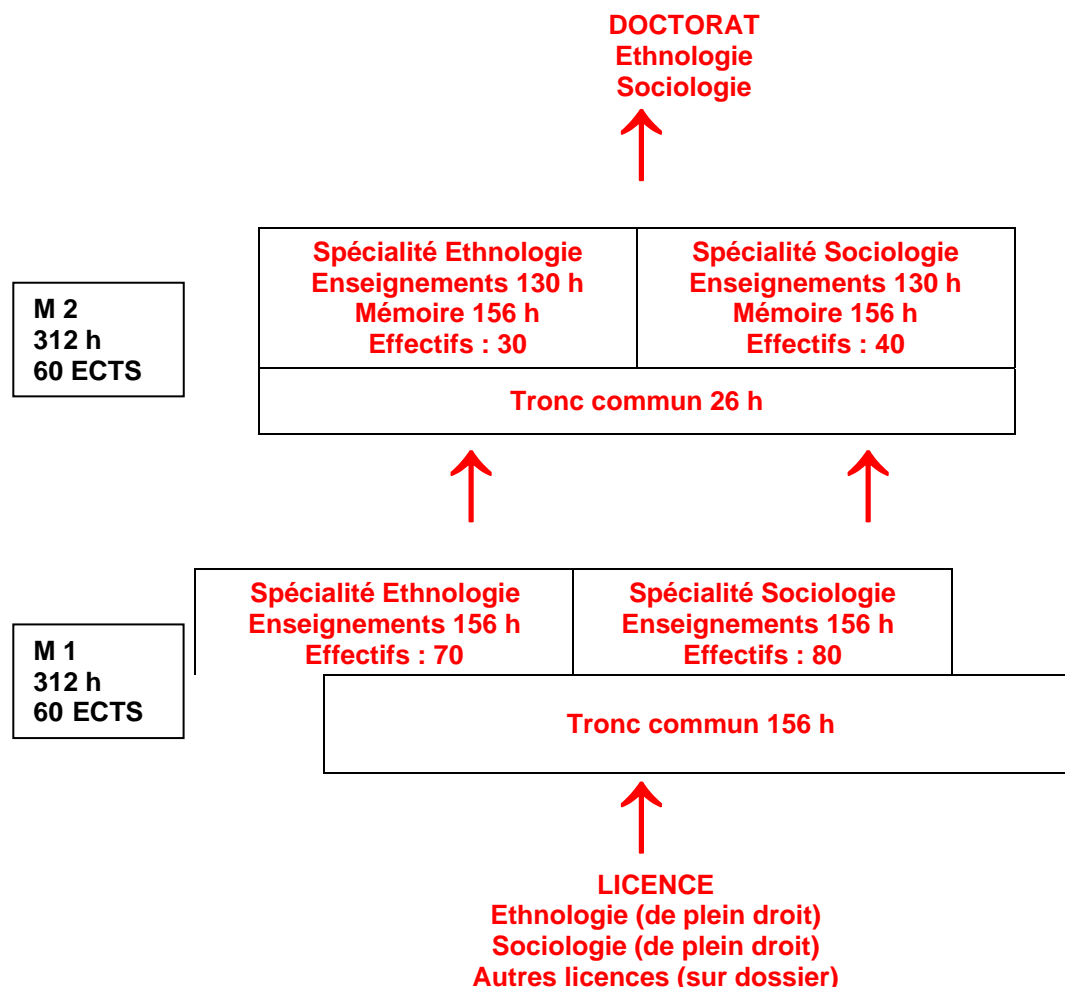 DOCTORAT
Ethnologie
Sociologie
M 2
312 h
60 ECTS
Spécialité Ethnologie
Enseignements 130 h
Mémoire 156 h
Effectifs : 30
Spécialité Sociologie
Enseignements 130 h
Mémoire 156 h
Effectifs : 40
Tronc commun 26 h
M 1
312 h
60 ECTS
Spécialité Ethnologie
Enseignements 156 h
Effectifs : 70
Spécialité Sociologie
Enseignements 156 h
Effectifs : 80
Tronc commun 156 h
LICENCE
Ethnologie (de plein droit)
Sociologie (de plein droit)
Autres licences (sur dossier)